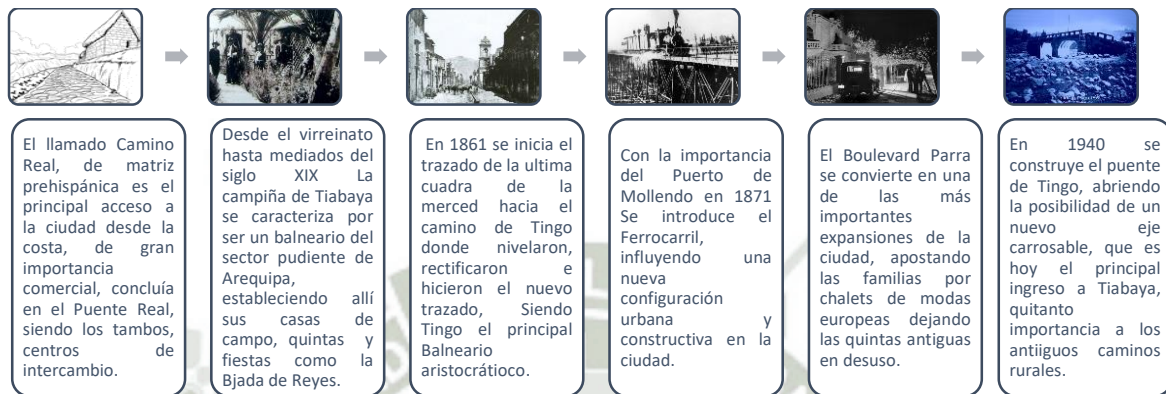 El llamado Camino
Real, de matriz
prehispánica es el
principal acceso a
la ciudad desde la
costa, de gran
importancia
comercial, concluía
en el Puente Real,
siendo los tambos,
centros de
intercambio.
Desde el virreinato
hasta mediados del
siglo XIX La
campiña de Tiabaya
se caracteriza por
ser un balneario del
sector pudiente de
Arequipa,
estableciendo allí
sus casas de
campo, quintas y
fiestas como la
Bjada de Reyes.
En 1861 se inicia el
trazado de la ultima
cuadra de la
merced hacia el
camino de Tingo
donde nivelaron,
rectificaron e
hicieron el nuevo
trazado, Siendo
Tingo el principal
Balneario
aristocrátioco.
Con la importancia
del Puerto de
Mollendo en 1871
Se introduce el
Ferrocarril,
influyendo una
nueva
configuración
urbana y
constructiva en la
ciudad.
El Boulevard Parra
se convierte en una
de las más
importantes
expansiones de la
ciudad, apostando
las familias por
chalets de modas
europeas dejando
las quintas antiguas
en desuso.
En 1940 se
construye el puente
de Tingo, abriendo
la posibilidad de un
nuevo eje
carrosable, que es
hoy el principal
ingreso a Tiabaya,
quitanto
importancia a los
antiiguos caminos
rurales.